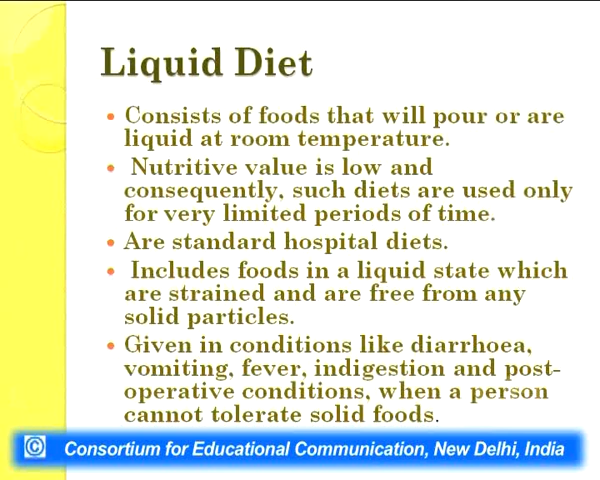 Liquid Diet
• Consists of foods that will pour or are
liquid at room temperature.
• Nutritive value is low and
consequently, such diets are used only
for very limited periods of time.
• Are standard hospital diets.
• Includes foods in a liquid state which
are strained and are free from any
solid particles.
• Given in conditions like diarrhoea,
vomiting, fever, indigestion and post-
operative conditions, when a person
cannot tolerate solid foods.
© Consortium for Educational Communication, New Delhi, India